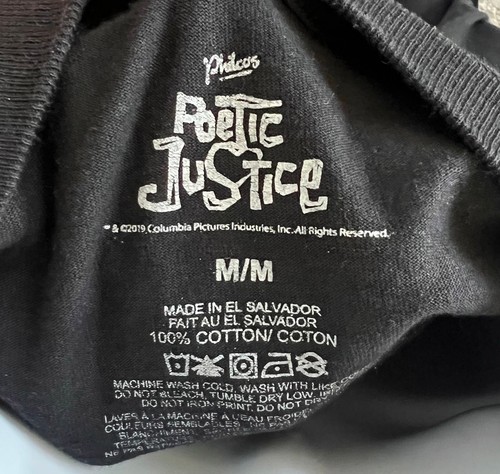 Philcos
Poetic
Justice
™ & ©2019 Columbia Pictures Industries, Inc. All Rights Reserved.
M/M
MADE IN EL SALVADOR
FAIT AU EL SALVADOR
100% COTTON/ COTON
MACHINE WASH COLD, WASH WITH LIKE
DO NOT BLEACH, TUMBLE DRY LOW,
DO NOT IRON PRINT, DO NOT
LAVER À LA MACHINE À L'EAU
COULEURS SEMBLABLES